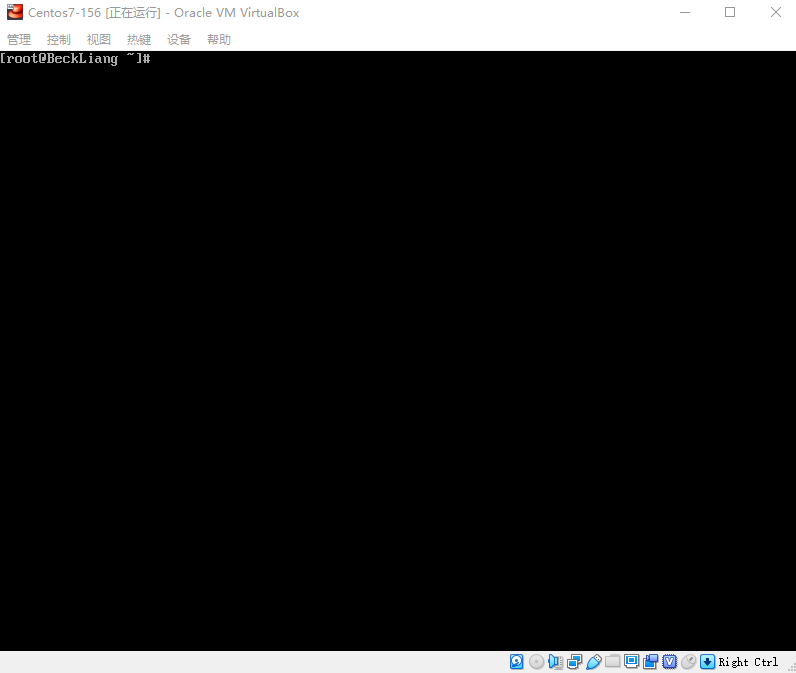 Centos7-156 [正在运行] - Oracle VM VirtualBox
管理 控制 视图 热键 设备 帮助
[root@BeckLiang ~]#
Right Ctrl